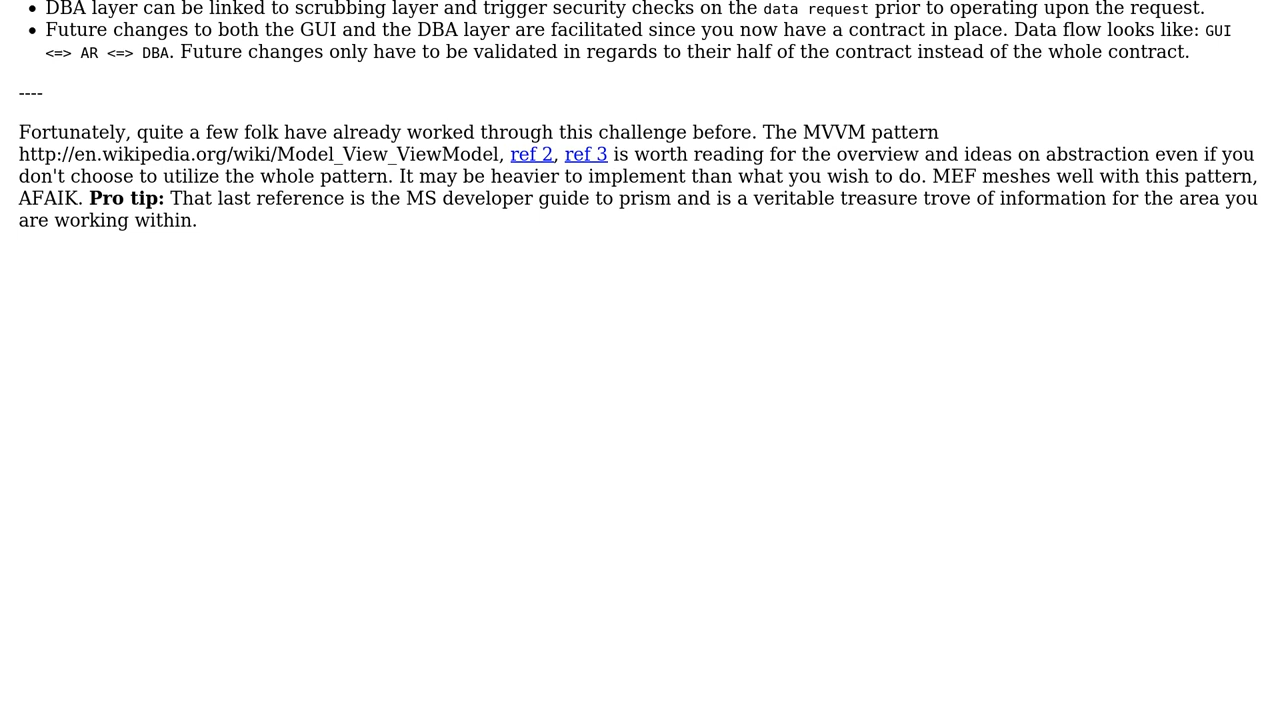 • DBA layer can be linked to scrubbing layer and trigger security checks on the data request prior to operating upon the request.
• Future changes to both the GUI and the DBA layer are facilitated since you now have a contract in place. Data flow looks like: GUI
<=> AR <=> DBA. Future changes only have to be validated in regards to their half of the contract instead of the whole contract.
----
Fortunately, quite a few folk have already worked through this challenge before. The MVVM pattern
http://en.wikipedia.org/wiki/Model_View_ViewModel, ref 2, ref 3 is worth reading for the overview and ideas on abstraction even if you
don't choose to utilize the whole pattern. It may be heavier to implement than what you wish to do. MEF meshes well with this pattern,
AFAIK. Pro tip: That last reference is the MS developer guide to prism and is a veritable treasure trove of information for the area you
are working within.